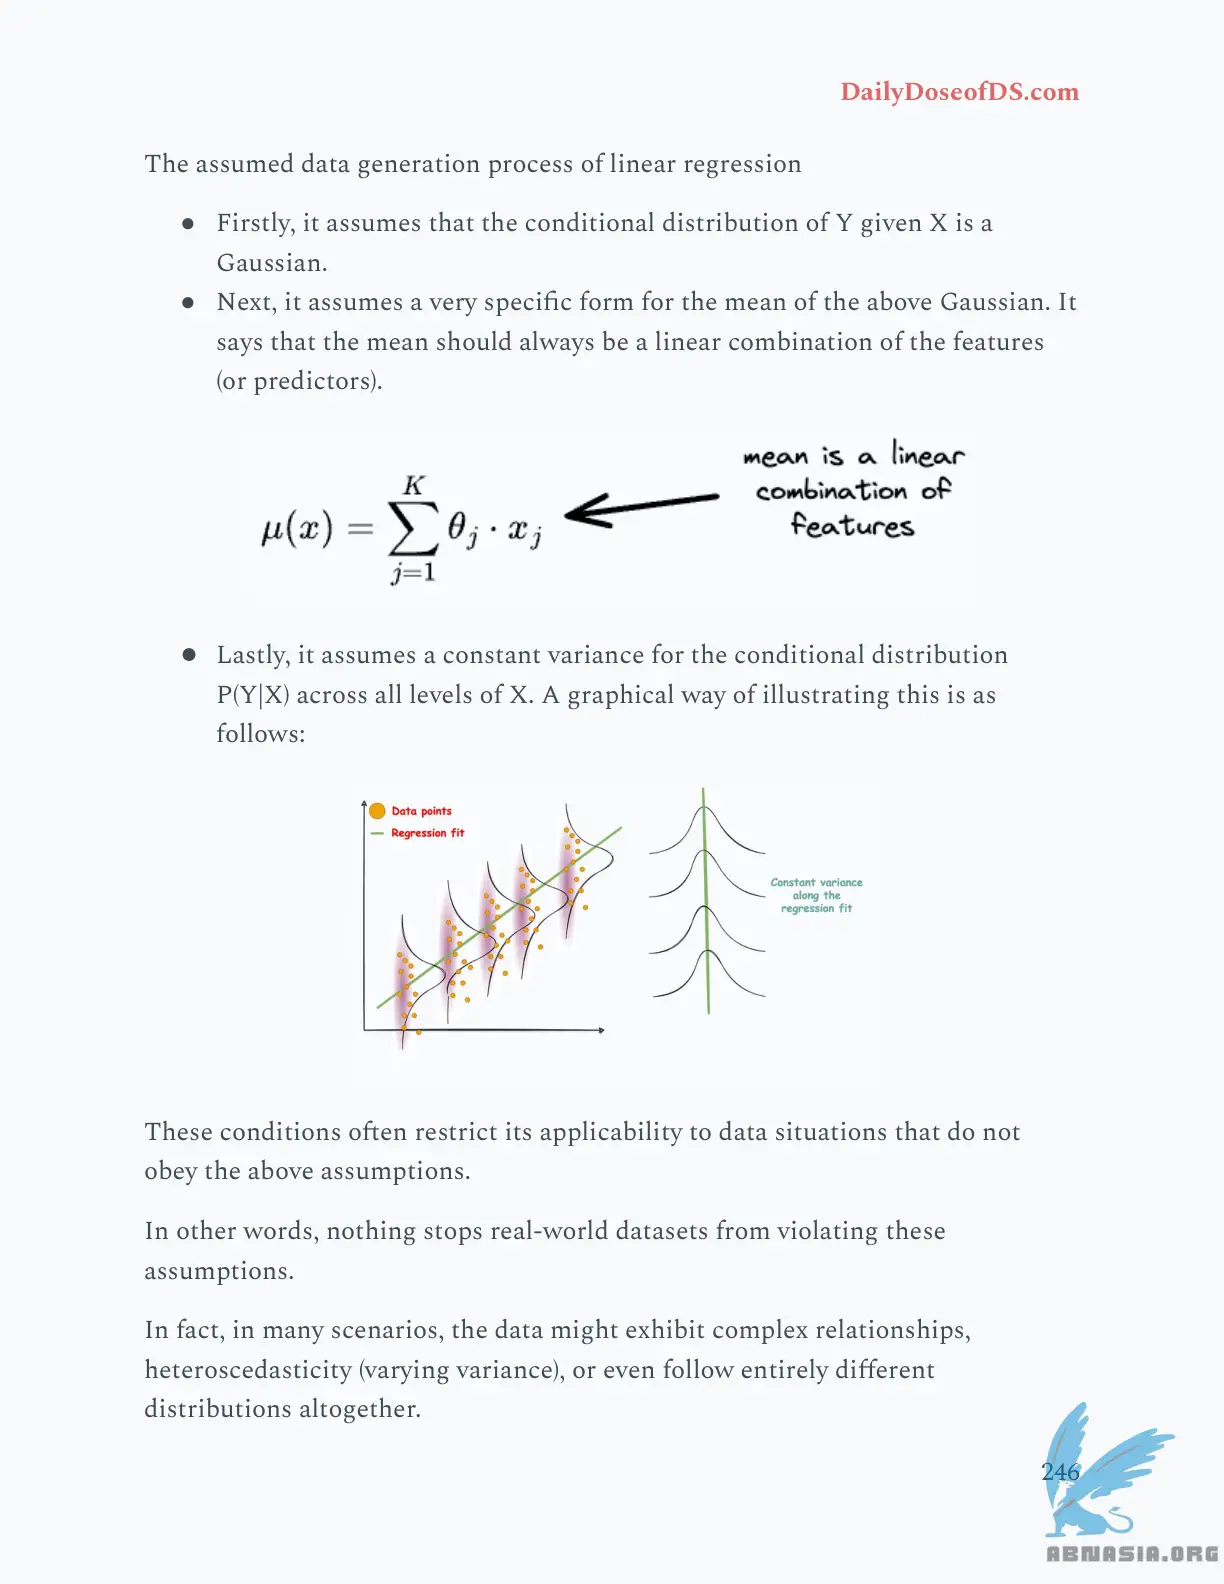 DailyDoseofDS.com
The assumed data generation process of linear regression
● Firstly, it assumes that the conditional distribution of Y given X is a
Gaussian.
● Next, it assumes a very specific form for the mean of the above Gaussian. It
says that the mean should always be a linear combination of the features
(or predictors).
mean is a linear
combination of
features
μ(x) = ∑_{j=1}^{K} θ_j · x_j
● Lastly, it assumes a constant variance for the conditional distribution
P(Y|X) across all levels of X. A graphical way of illustrating this is as
follows:
Data points
Regression fit
Constant variance
along the
regression fit
These conditions often restrict its applicability to data situations that do not
obey the above assumptions.
In other words, nothing stops real-world datasets from violating these
assumptions.
In fact, in many scenarios, the data might exhibit complex relationships,
heteroscedasticity (varying variance), or even follow entirely different
distributions altogether.
246
ABNASIA.ORG